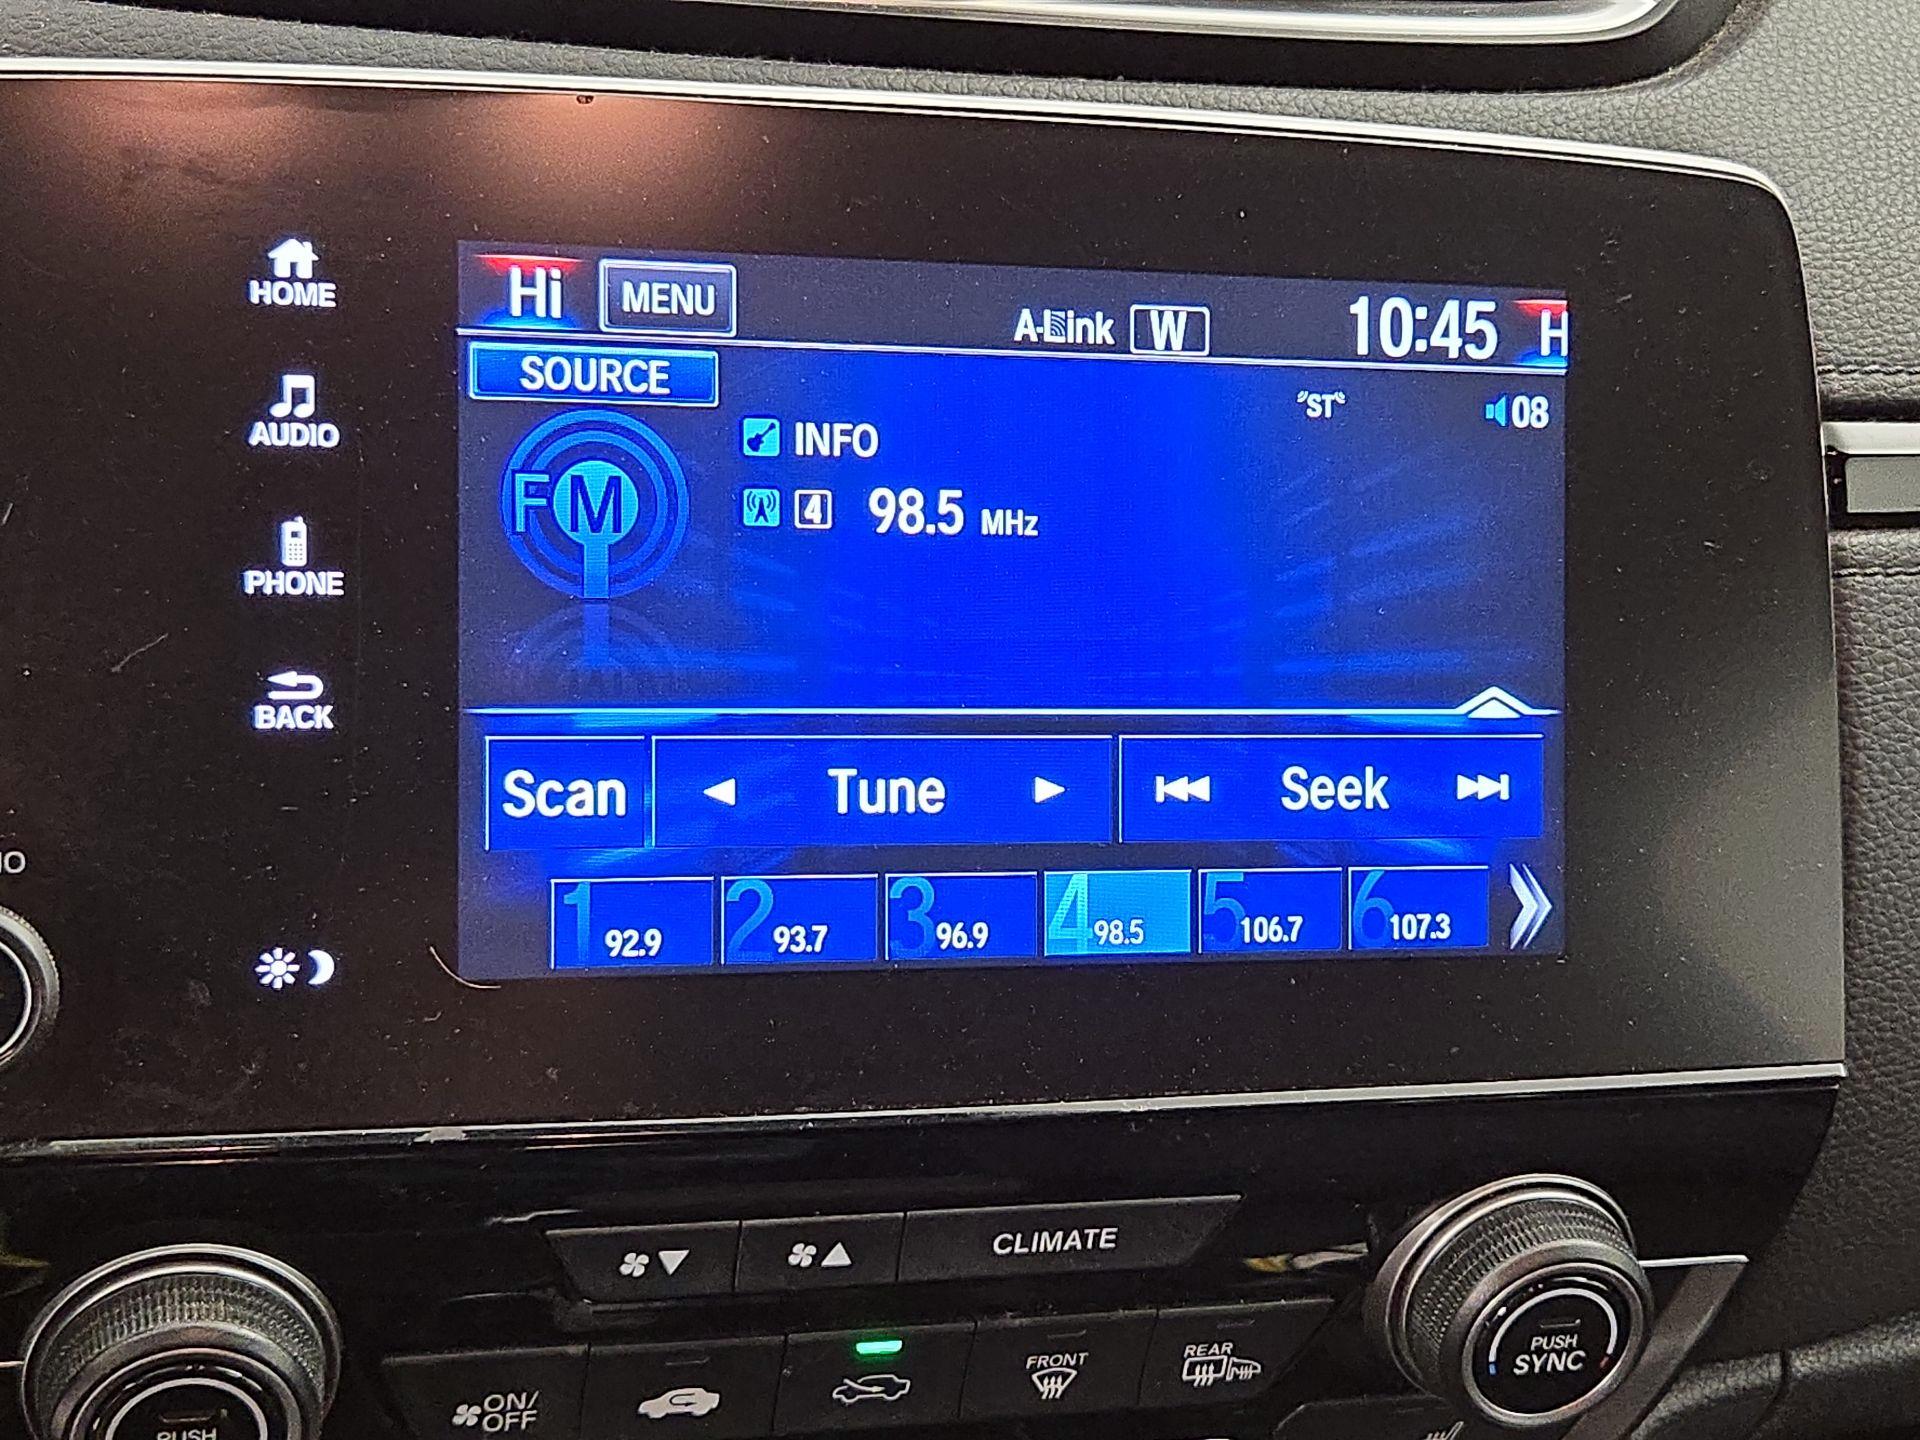 HOME
AUDIO
PHONE
BACK
Hi
MENU
A-Link
W
10:45
H
SOURCE
"ST"
08
FM
INFO
4
98.5 MHz
Scan
Tune
Seek
1 92.9
2 93.7
3 96.9
4 98.5
5 106.7
6 107.3
IO
CLIMATE
ON/
OFF
FRONT
REAR
PUSH
SYNC
PUSH